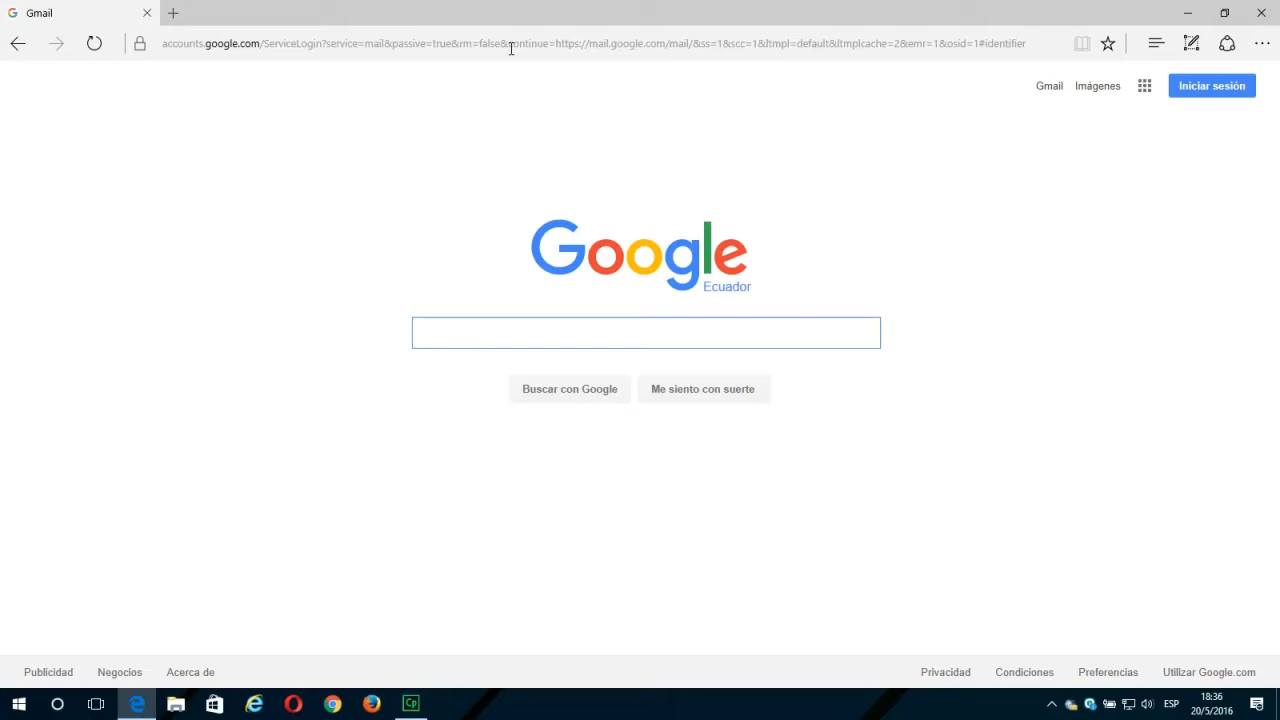 Gmail
accounts.google.com/ServiceLogin?service=mail&passive=true&rm=false&continue=https://mail.google.com/mail/&ss=1&scc=1&ltmpl=default&ltmplcache=2&emr=1&osid=1#identifier
Gmail Imágenes Iniciar sesión
Google
Ecuador
Buscar con Google Me siento con suerte
Publicidad Negocios Acerca de Privacidad Condiciones Preferencias Utilizar Google.com
Cp ESP 18:36
20/5/2016